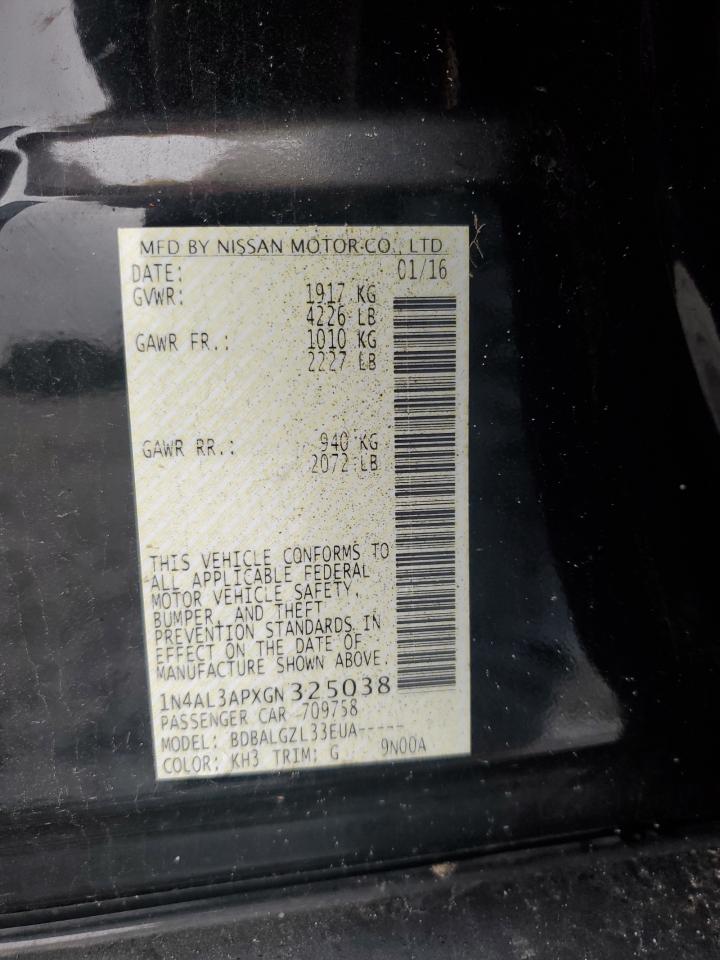 MFD BY NISSAN MOTOR CO., LTD
DATE: 01/16
GVWR: 1917 KG
4226 LB
GAWR FR.: 1010 KG
2227 LB
GAWR RR.: 940 KG
2072 LB
THIS VEHICLE CONFORMS TO
ALL APPLICABLE FEDERAL
MOTOR VEHICLE SAFETY,
BUMPER, AND THEFT
PREVENTION STANDARDS IN
EFFECT ON THE DATE OF
MANUFACTURE SHOWN ABOVE.
1N4AL3APXGN325038
PASSENGER CAR 709758
MODEL: BDBALGZL33EUA-----
COLOR: KH3 TRIM: G 9N00A